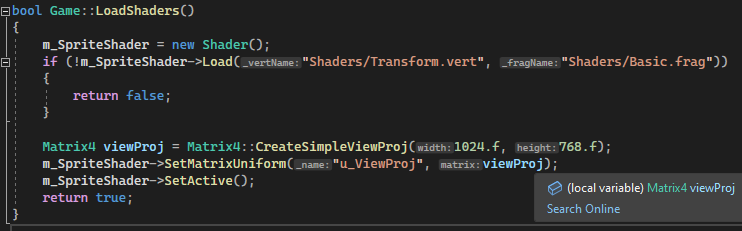 bool Game::LoadShaders()
{
m_SpriteShader = new Shader();
if (!m_SpriteShader->Load(_vertName:"Shaders/Transform.vert", _fragName:"Shaders/Basic.frag"))
{
return false;
}
Matrix4 viewProj = Matrix4::CreateSimpleViewProj(width:1024.f, height:768.f);
m_SpriteShader->SetMatrixUniform(_name:"u_ViewProj", matrix:viewProj);
m_SpriteShader->SetActive();
return true;
}
(local variable) Matrix4 viewProj
Search Online